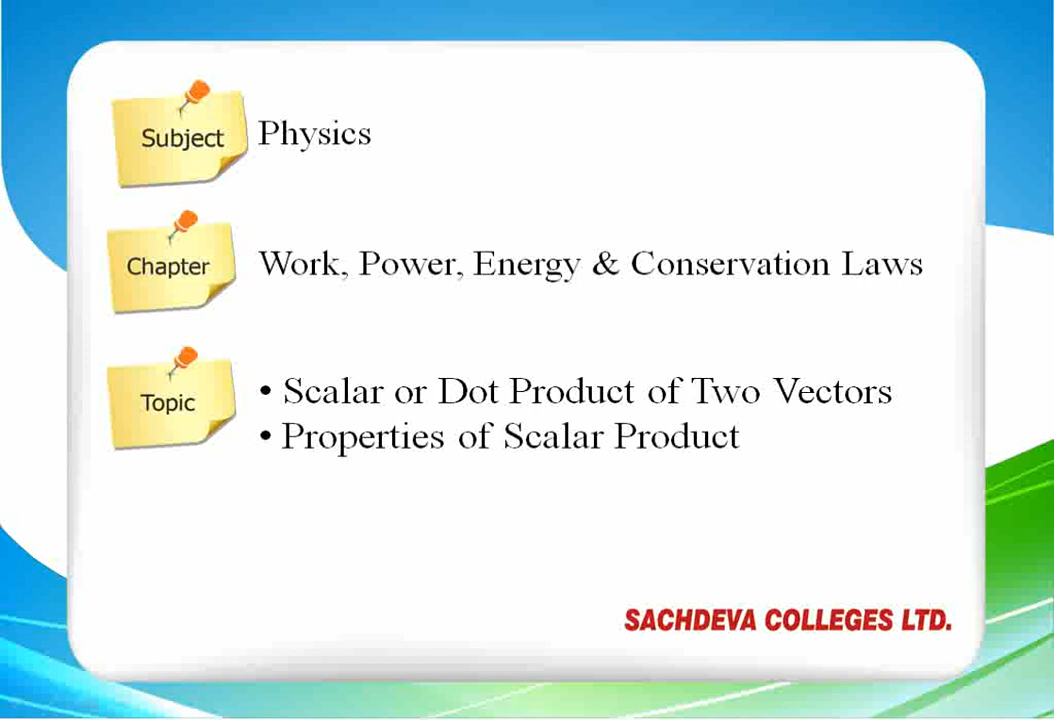 Subject Physics
Chapter Work, Power, Energy & Conservation Laws
Topic • Scalar or Dot Product of Two Vectors
• Properties of Scalar Product
SACHDEVA COLLEGES LTD.